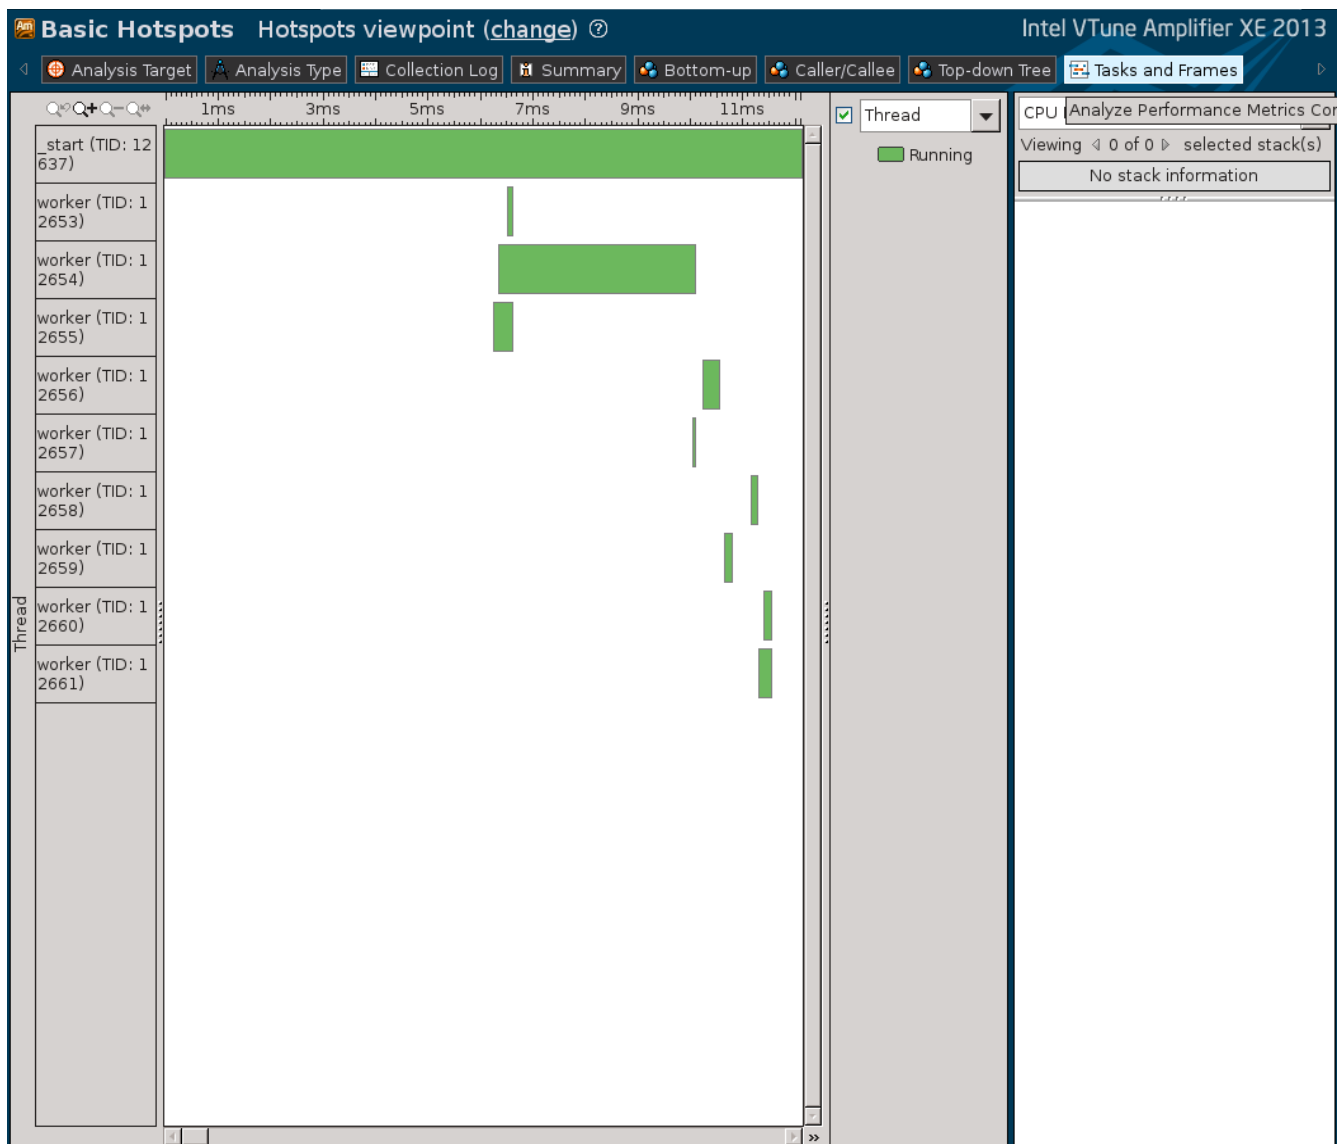 Basic Hotspots Hotspots viewpoint (change) ?
Intel VTune Amplifier XE 2013
Analysis Target Analysis Type Collection Log Summary Bottom-up Caller/Callee Top-down Tree Tasks and Frames
1ms 3ms 5ms 7ms 9ms 11ms
Thread
_start (TID: 12
637)
worker (TID: 1
2653)
worker (TID: 1
2654)
worker (TID: 1
2655)
worker (TID: 1
2656)
worker (TID: 1
2657)
worker (TID: 1
2658)
worker (TID: 1
2659)
worker (TID: 1
2660)
worker (TID: 1
2661)
Thread
Running
CPU
Analyze Performance Metrics Cor
Viewing 0 of 0 selected stack(s)
No stack information